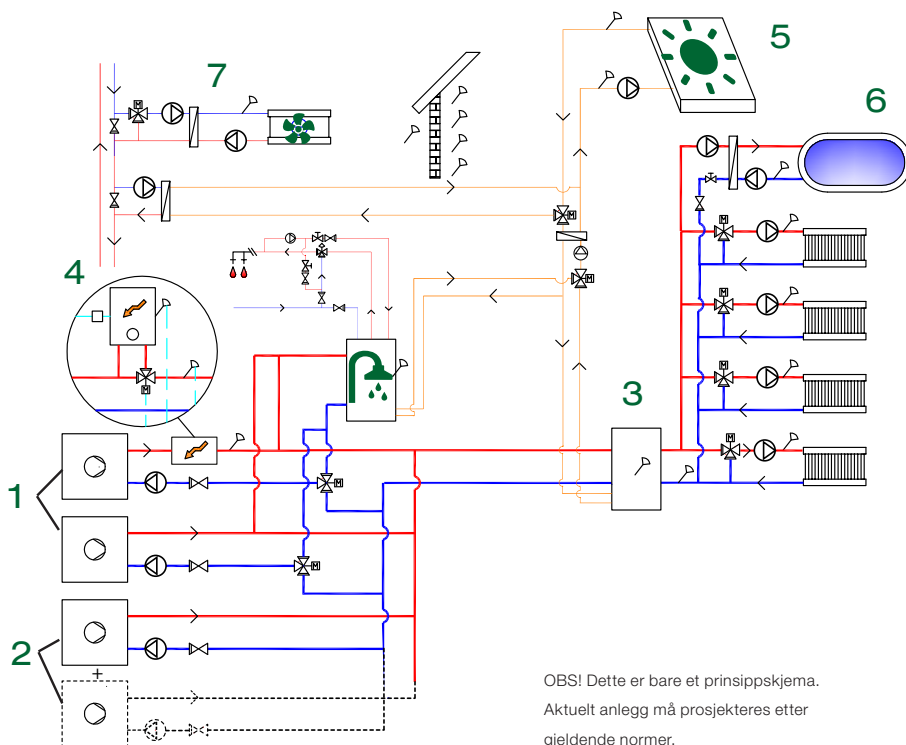 5
7
6
M
M
M
4
M
M
M
M
M
3
M
1
M
M
2
+
OBS! Dette er bare et prinsippskjema.
Aktuelt anlegg må prosjekteres etter
gjeldende normer.